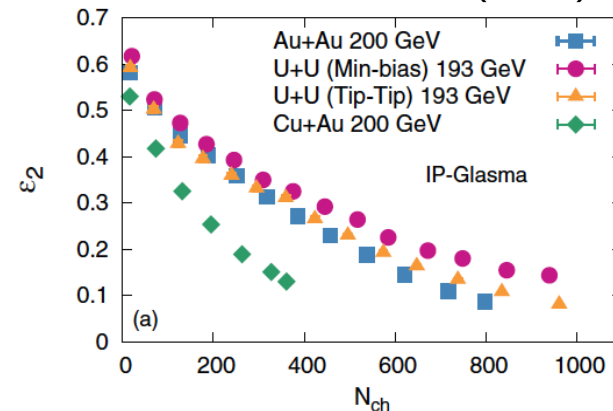 Au+Au 200 GeV
U+U (Min-bias) 193 GeV
U+U (Tip-Tip) 193 GeV
Cu+Au 200 GeV
IP-Glasma
(a)
ε₂
0.7
0.6
0.5
0.4
0.3
0.2
0.1
0
0 200 400 600 800 1000
N_ch